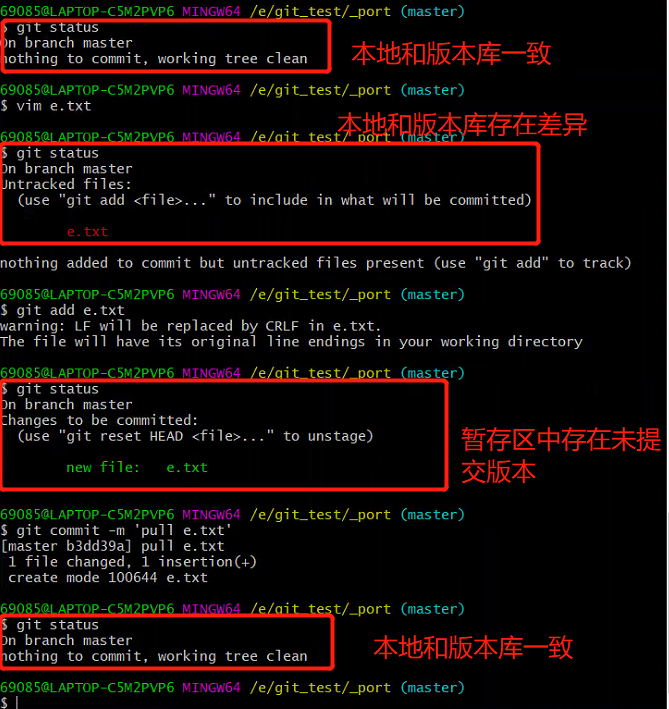 69085@LAPTOP-C5M2PVP6 MINGW64 /e/git_test/_port (master)
$ git status
On branch master
nothing to commit, working tree clean
本地和版本库一致
69085@LAPTOP-C5M2PVP6 MINGW64 /e/git_test/_port (master)
$ vim e.txt
本地和版本库存在差异
69085@LAPTOP-C5M2PVP6 MINGW64 /e/git_test/_port (master)
$ git status
On branch master
Untracked files:
  (use "git add <file>..." to include in what will be committed)
        e.txt
nothing added to commit but untracked files present (use "git add" to track)
69085@LAPTOP-C5M2PVP6 MINGW64 /e/git_test/_port (master)
$ git add e.txt
warning: LF will be replaced by CRLF in e.txt.
The file will have its original line endings in your working directory
69085@LAPTOP-C5M2PVP6 MINGW64 /e/git_test/_port (master)
$ git status
On branch master
Changes to be committed:
  (use "git reset HEAD <file>..." to unstage)
        new file:   e.txt
暂存区中存在未提
交版本
69085@LAPTOP-C5M2PVP6 MINGW64 /e/git_test/_port (master)
$ git commit -m 'pull e.txt'
[master b3dd39a] pull e.txt
 1 file changed, 1 insertion(+)
 create mode 100644 e.txt
69085@LAPTOP-C5M2PVP6 MINGW64 /e/git_test/_port (master)
$ git status
On branch master
nothing to commit, working tree clean
本地和版本库一致
69085@LAPTOP-C5M2PVP6 MINGW64 /e/git_test/_port (master)
$